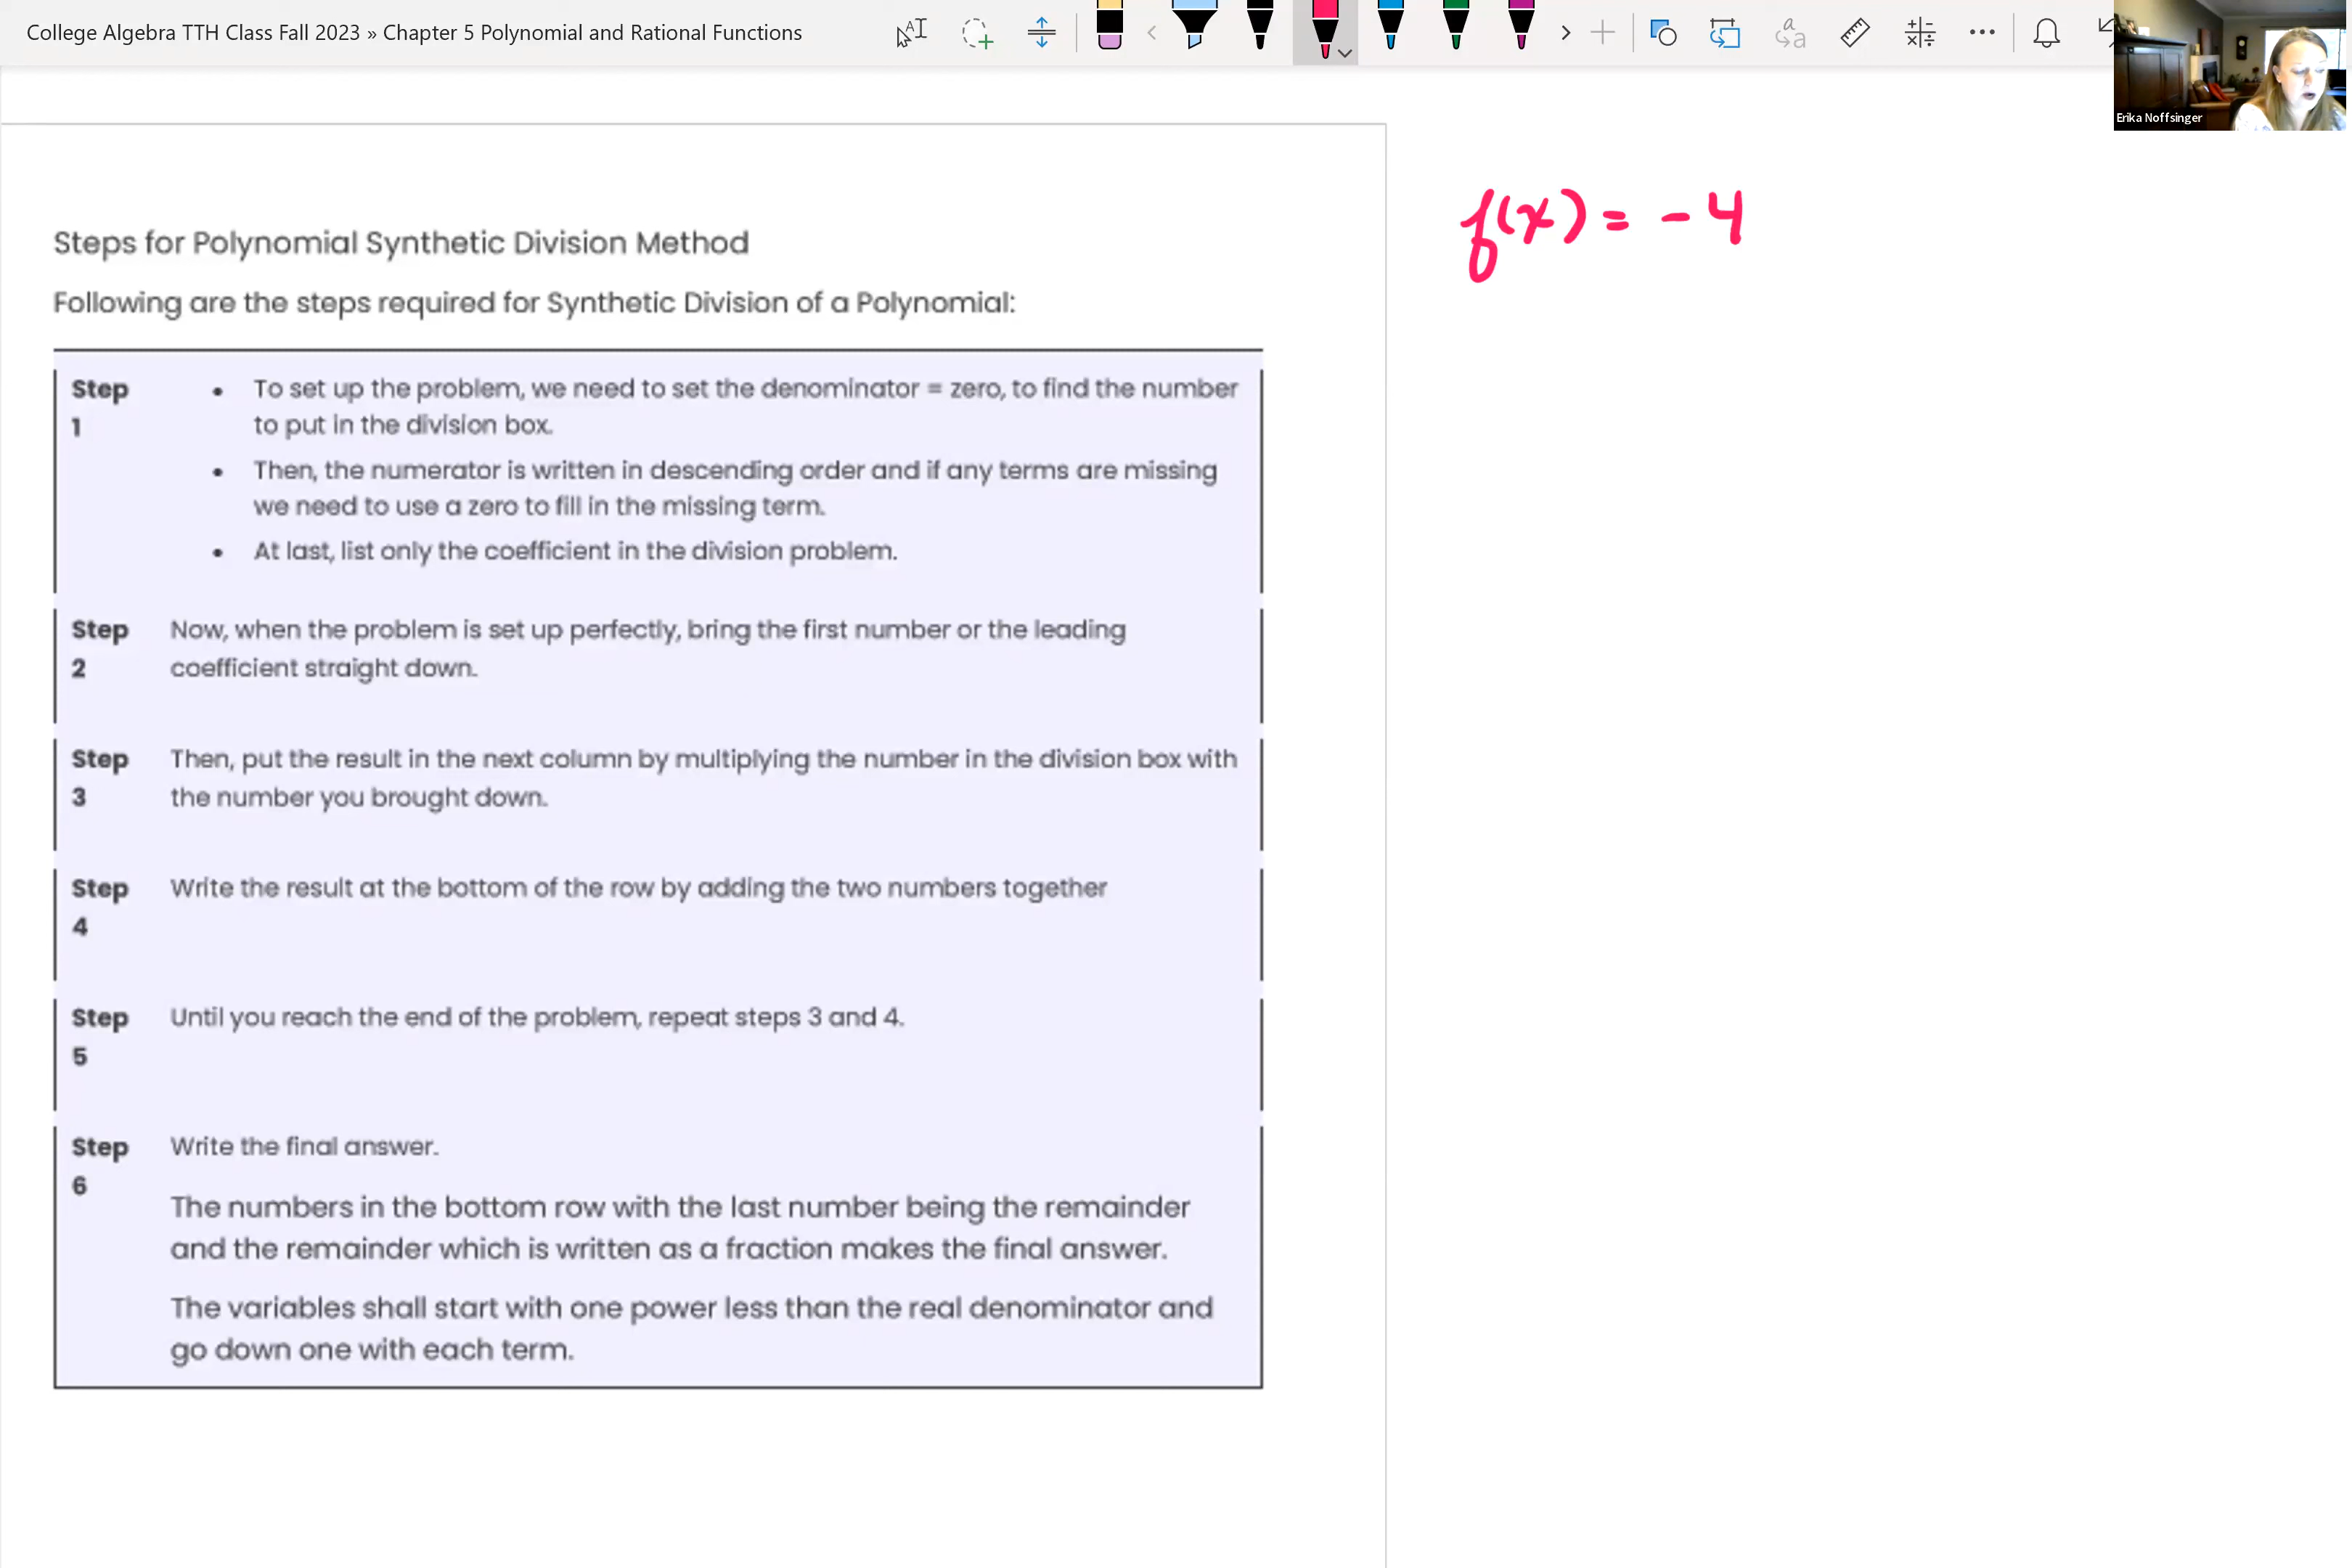 College Algebra TTH Class Fall 2023 » Chapter 5 Polynomial and Rational Functions
Erika Noffsinger
f(x) = - 4
Steps for Polynomial Synthetic Division Method
Following are the steps required for Synthetic Division of a Polynomial:
Step 1
• To set up the problem, we need to set the denominator = zero, to find the number
to put in the division box.
• Then, the numerator is written in descending order and if any terms are missing
we need to use a zero to fill in the missing term.
• At last, list only the coefficient in the division problem.
Step 2
Now, when the problem is set up perfectly, bring the first number or the leading
coefficient straight down.
Step 3
Then, put the result in the next column by multiplying the number in the division box with
the number you brought down.
Step 4
Write the result at the bottom of the row by adding the two numbers together
Step 5
Until you reach the end of the problem, repeat steps 3 and 4.
Step 6
Write the final answer.
The numbers in the bottom row with the last number being the remainder
and the remainder which is written as a fraction makes the final answer.
The variables shall start with one power less than the real denominator and
go down one with each term.